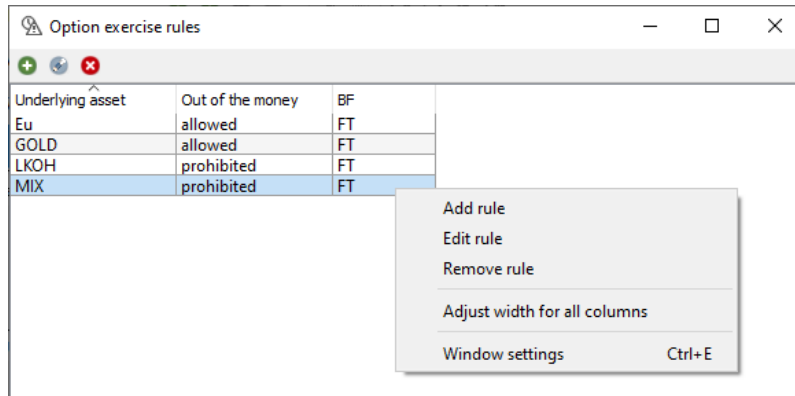 Option exercise rules
Underlying asset Out of the money BF
Eu allowed FT
GOLD allowed FT
LKOH prohibited FT
MIX prohibited FT
Add rule
Edit rule
Remove rule
Adjust width for all columns
Window settings Ctrl+E